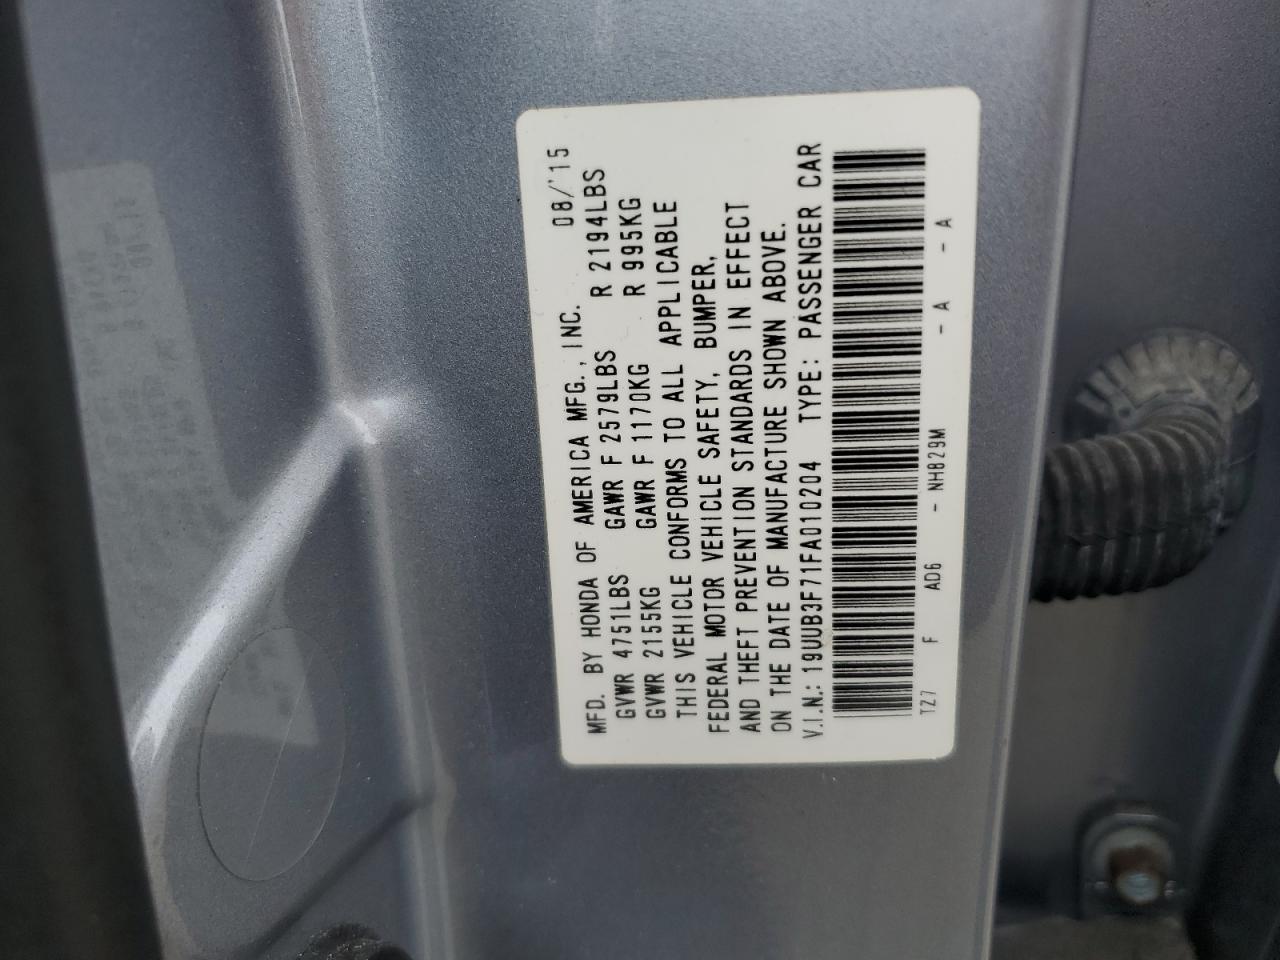 MFD. BY HONDA OF AMERICA MFG., INC. 08/'15
GVWR 4751LBS GAWR F 2579LBS R 2194LBS
GVWR 2155KG GAWR F 1170KG R 995KG
THIS VEHICLE CONFORMS TO ALL APPLICABLE
FEDERAL MOTOR VEHICLE SAFETY, BUMPER,
AND THEFT PREVENTION STANDARDS IN EFFECT
ON THE DATE OF MANUFACTURE SHOWN ABOVE.
V.I.N.: 19UUB3F71FA010204 TYPE: PASSENGER CAR
TZ7 F AD6 - NH829M - A - A